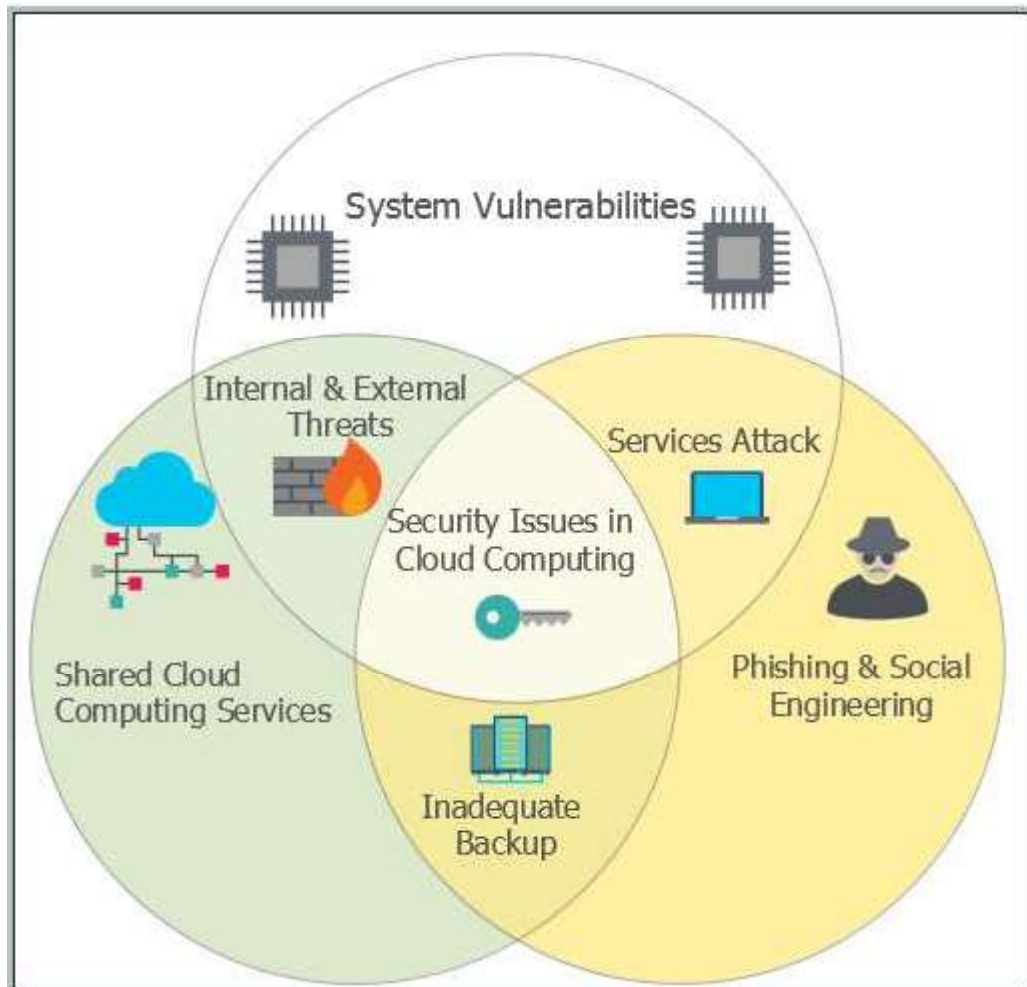 System Vulnerabilities
Internal & External
Threats
Services Attack
Security Issues in
Cloud Computing
Shared Cloud
Computing Services
Phishing & Social
Engineering
Inadequate
Backup